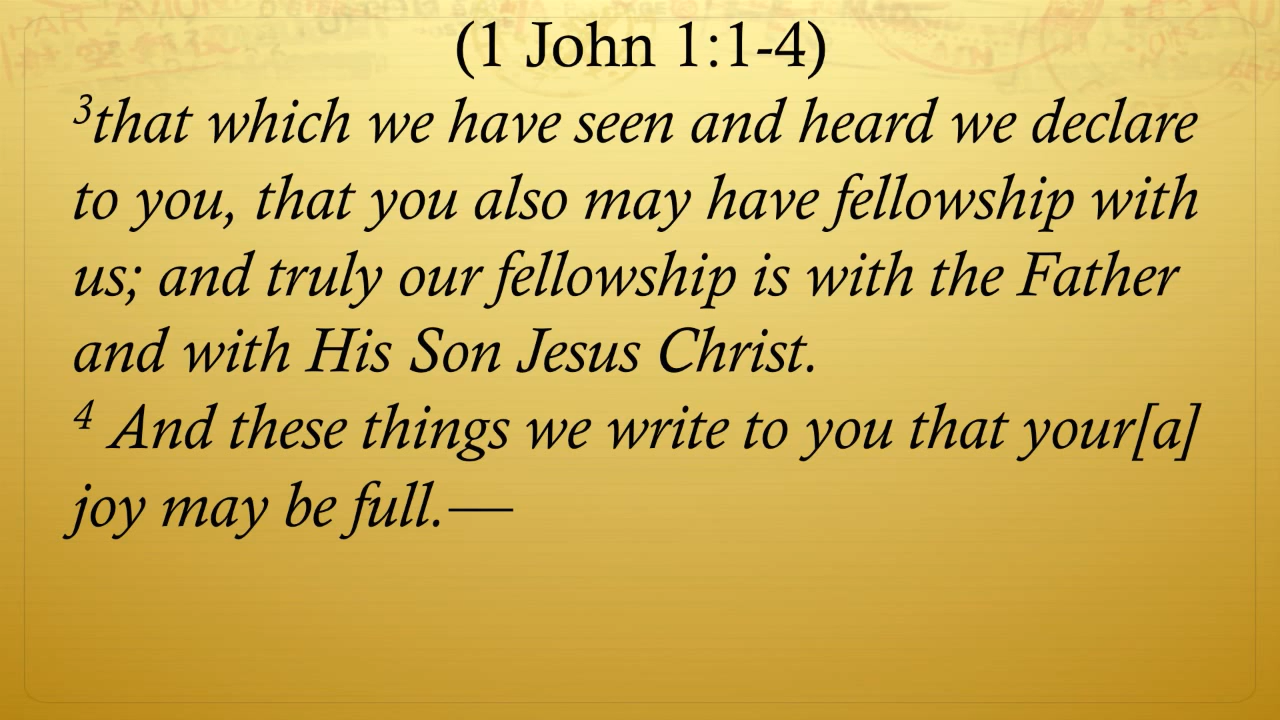 (1 John 1:1-4)
³that which we have seen and heard we declare
to you, that you also may have fellowship with
us; and truly our fellowship is with the Father
and with His Son Jesus Christ.
⁴ And these things we write to you that your[a]
joy may be full.—